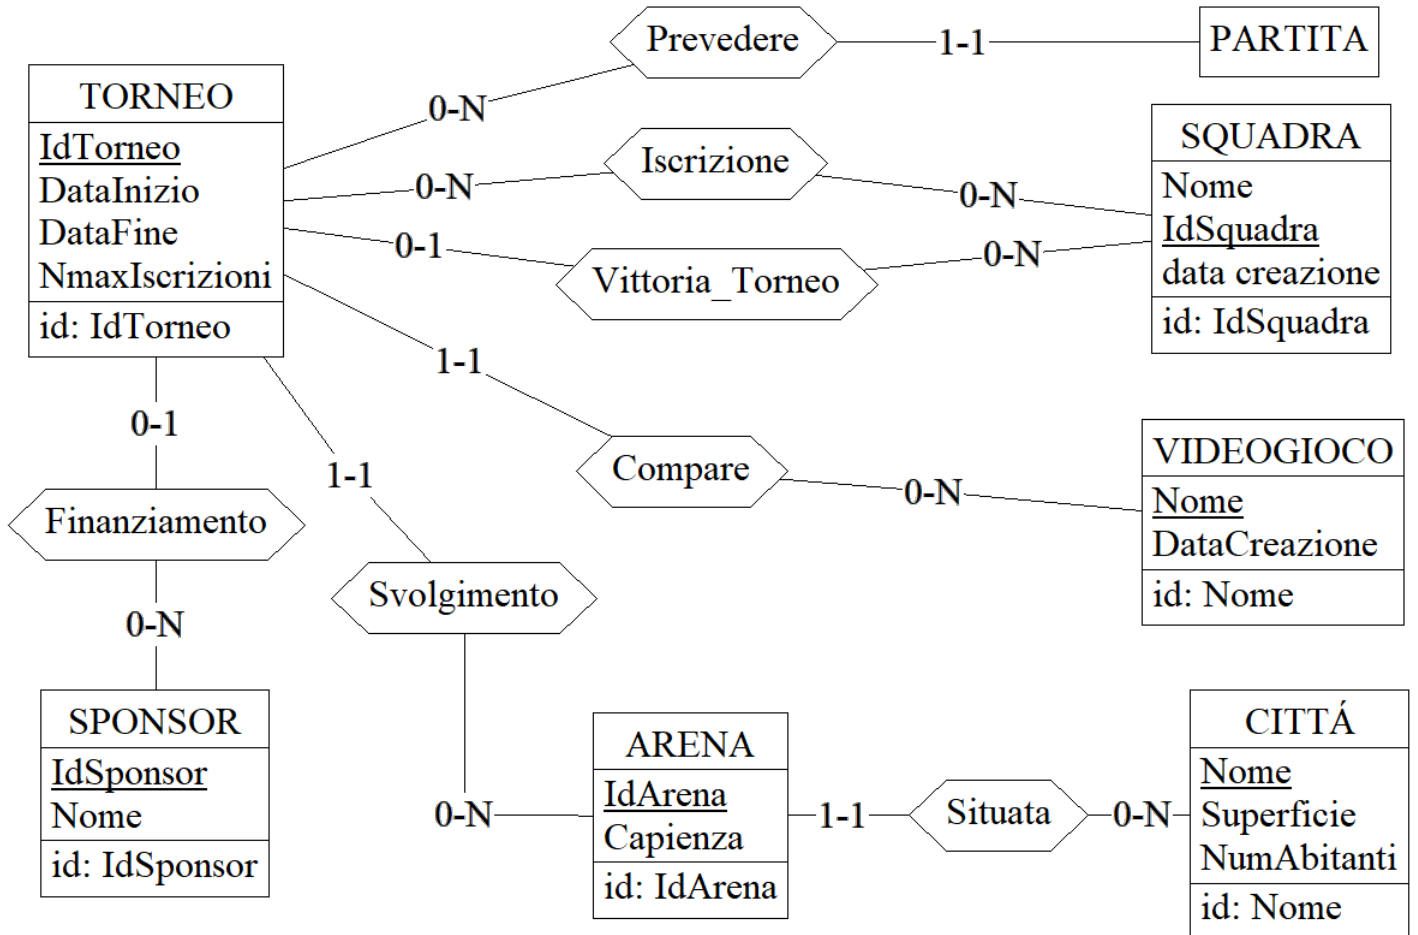 Prevedere
1-1
PARTITA
TORNEO
IdTorneo
DataInizio
DataFine
NmaxIscrizioni
id: IdTorneo
0-N
0-N
Iscrizione
0-N
SQUADRA
Nome
IdSquadra
data creazione
id: IdSquadra
0-1
Vittoria_Torneo
0-N
1-1
Compare
0-N
VIDEOGIOCO
Nome
DataCreazione
id: Nome
0-1
Finanziamento
0-N
SPONSOR
IdSponsor
Nome
id: IdSponsor
1-1
Svolgimento
0-N
ARENA
IdArena
Capienza
id: IdArena
1-1
Situata
0-N
CITTÁ
Nome
Superficie
NumAbitanti
id: Nome